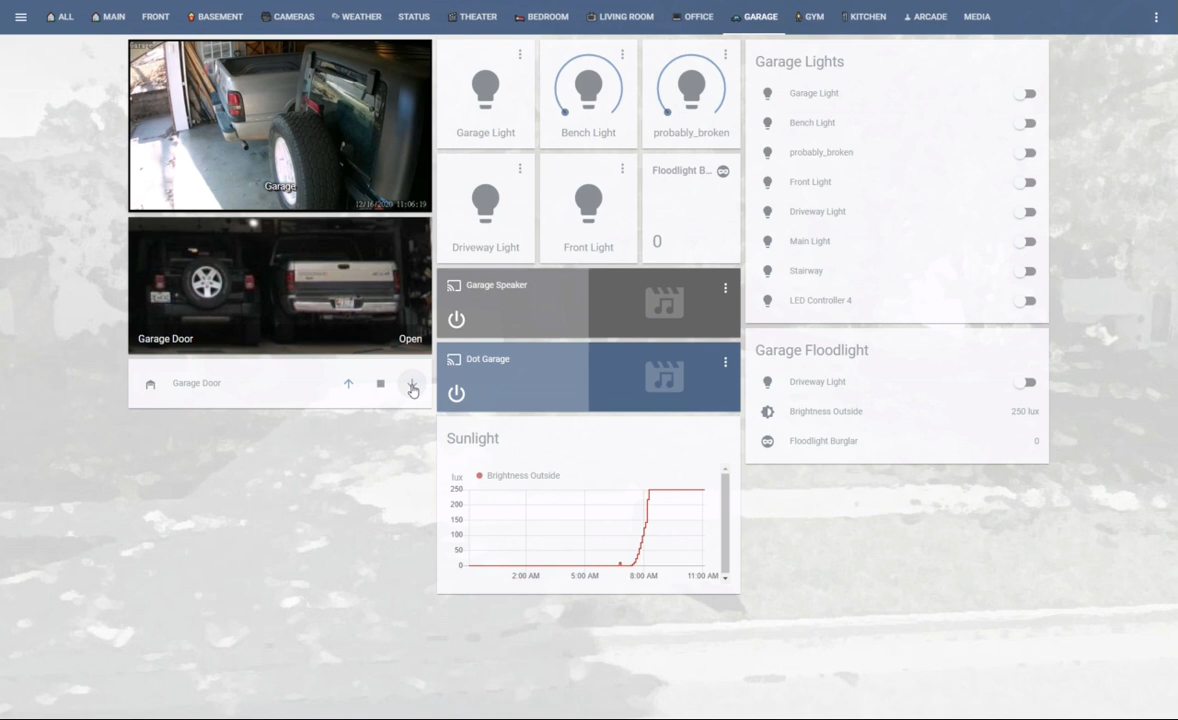 ALL MAIN FRONT BASEMENT CAMERAS WEATHER STATUS THEATER BEDROOM LIVING ROOM OFFICE GARAGE GYM KITCHEN ARCADE MEDIA
Garage
Garage
12/16/2020 11:06:19
Garage Door
Open
Garage Door
Garage Light
Bench Light
probably_broken
Driveway Light
Front Light
Floodlight B...
0
Garage Speaker
Dot Garage
Sunlight
lux
Brightness Outside
250
200
150
100
50
0
2:00 AM 5:00 AM 8:00 AM 11:00 AM
Garage Lights
Garage Light
Bench Light
probably_broken
Front Light
Driveway Light
Main Light
Stairway
LED Controller 4
Garage Floodlight
Driveway Light
Brightness Outside 250 lux
Floodlight Burglar 0